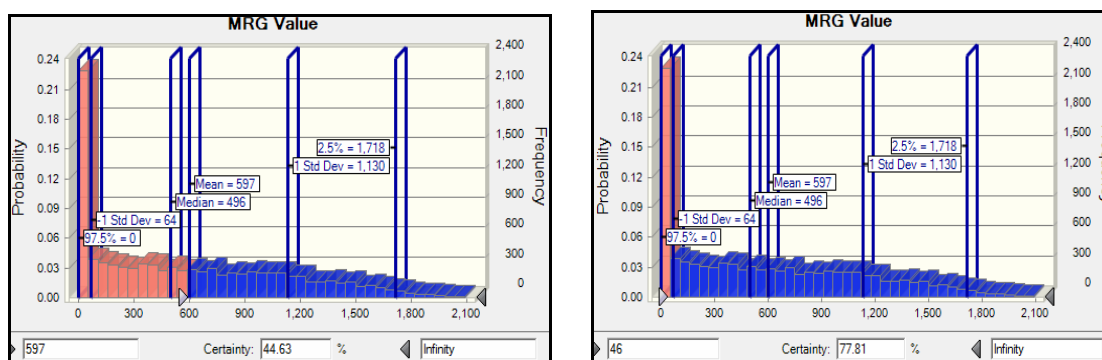 MRG Value
0.24
0.21
0.18
0.15
0.12
0.09
0.06
0.03
0.00
Probability
2,400
2,100
1,800
1,500
1,200
900
600
300
0
Frequency
2.5% = 1,718
1 Std Dev = 1,130
Mean = 597
Median = 496
-1 Std Dev = 64
97.5% = 0
0 300 600 900 1,200 1,500 1,800 2,100
597 Certainty: 44.63 % Infinity
MRG Value
0.24
0.21
0.18
0.15
0.12
0.09
0.06
0.03
0.00
Probability
2,400
2,100
1,800
1,500
1,200
900
600
300
0
2.5% = 1,718
1 Std Dev = 1,130
Mean = 597
Median = 496
-1 Std Dev = 64
97.5% = 0
0 300 600 900 1,200 1,500 1,800 2,100
46 Certainty: 77.81 % Infinity